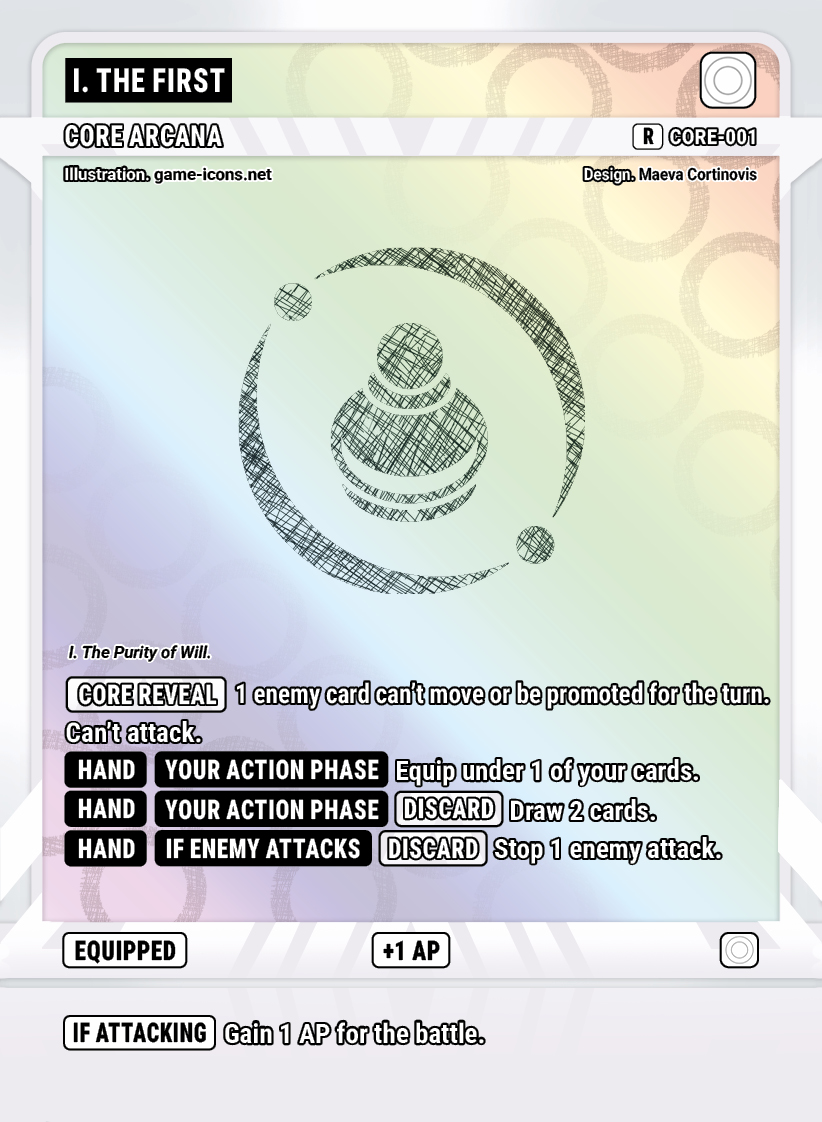 I. THE FIRST
CORE ARCANA
R CORE-001
Illustration. game-icons.net
Design. Maeva Cortinovis
I. The Purity of Will.
CORE REVEAL 1 enemy card can't move or be promoted for the turn.
Can't attack.
HAND YOUR ACTION PHASE Equip under 1 of your cards.
HAND YOUR ACTION PHASE DISCARD Draw 2 cards.
HAND IF ENEMY ATTACKS DISCARD Stop 1 enemy attack.
EQUIPPED +1 AP
IF ATTACKING Gain 1 AP for the battle.